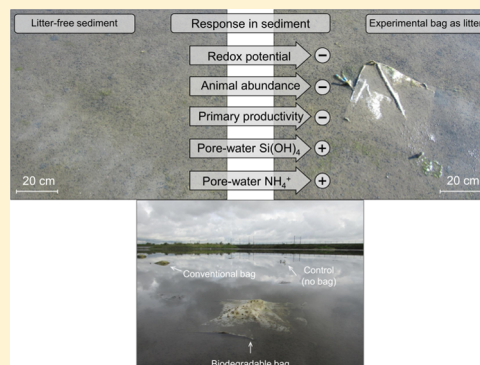 Litter-free sediment
Response in sediment
Experimental bag as litter
Redox potential
−
Animal abundance
−
Primary productivity
−
Pore-water Si(OH)₄
+
Pore-water NH₄⁺
+
20 cm
20 cm
Conventional bag
Control
(no bag)
Biodegradable bag